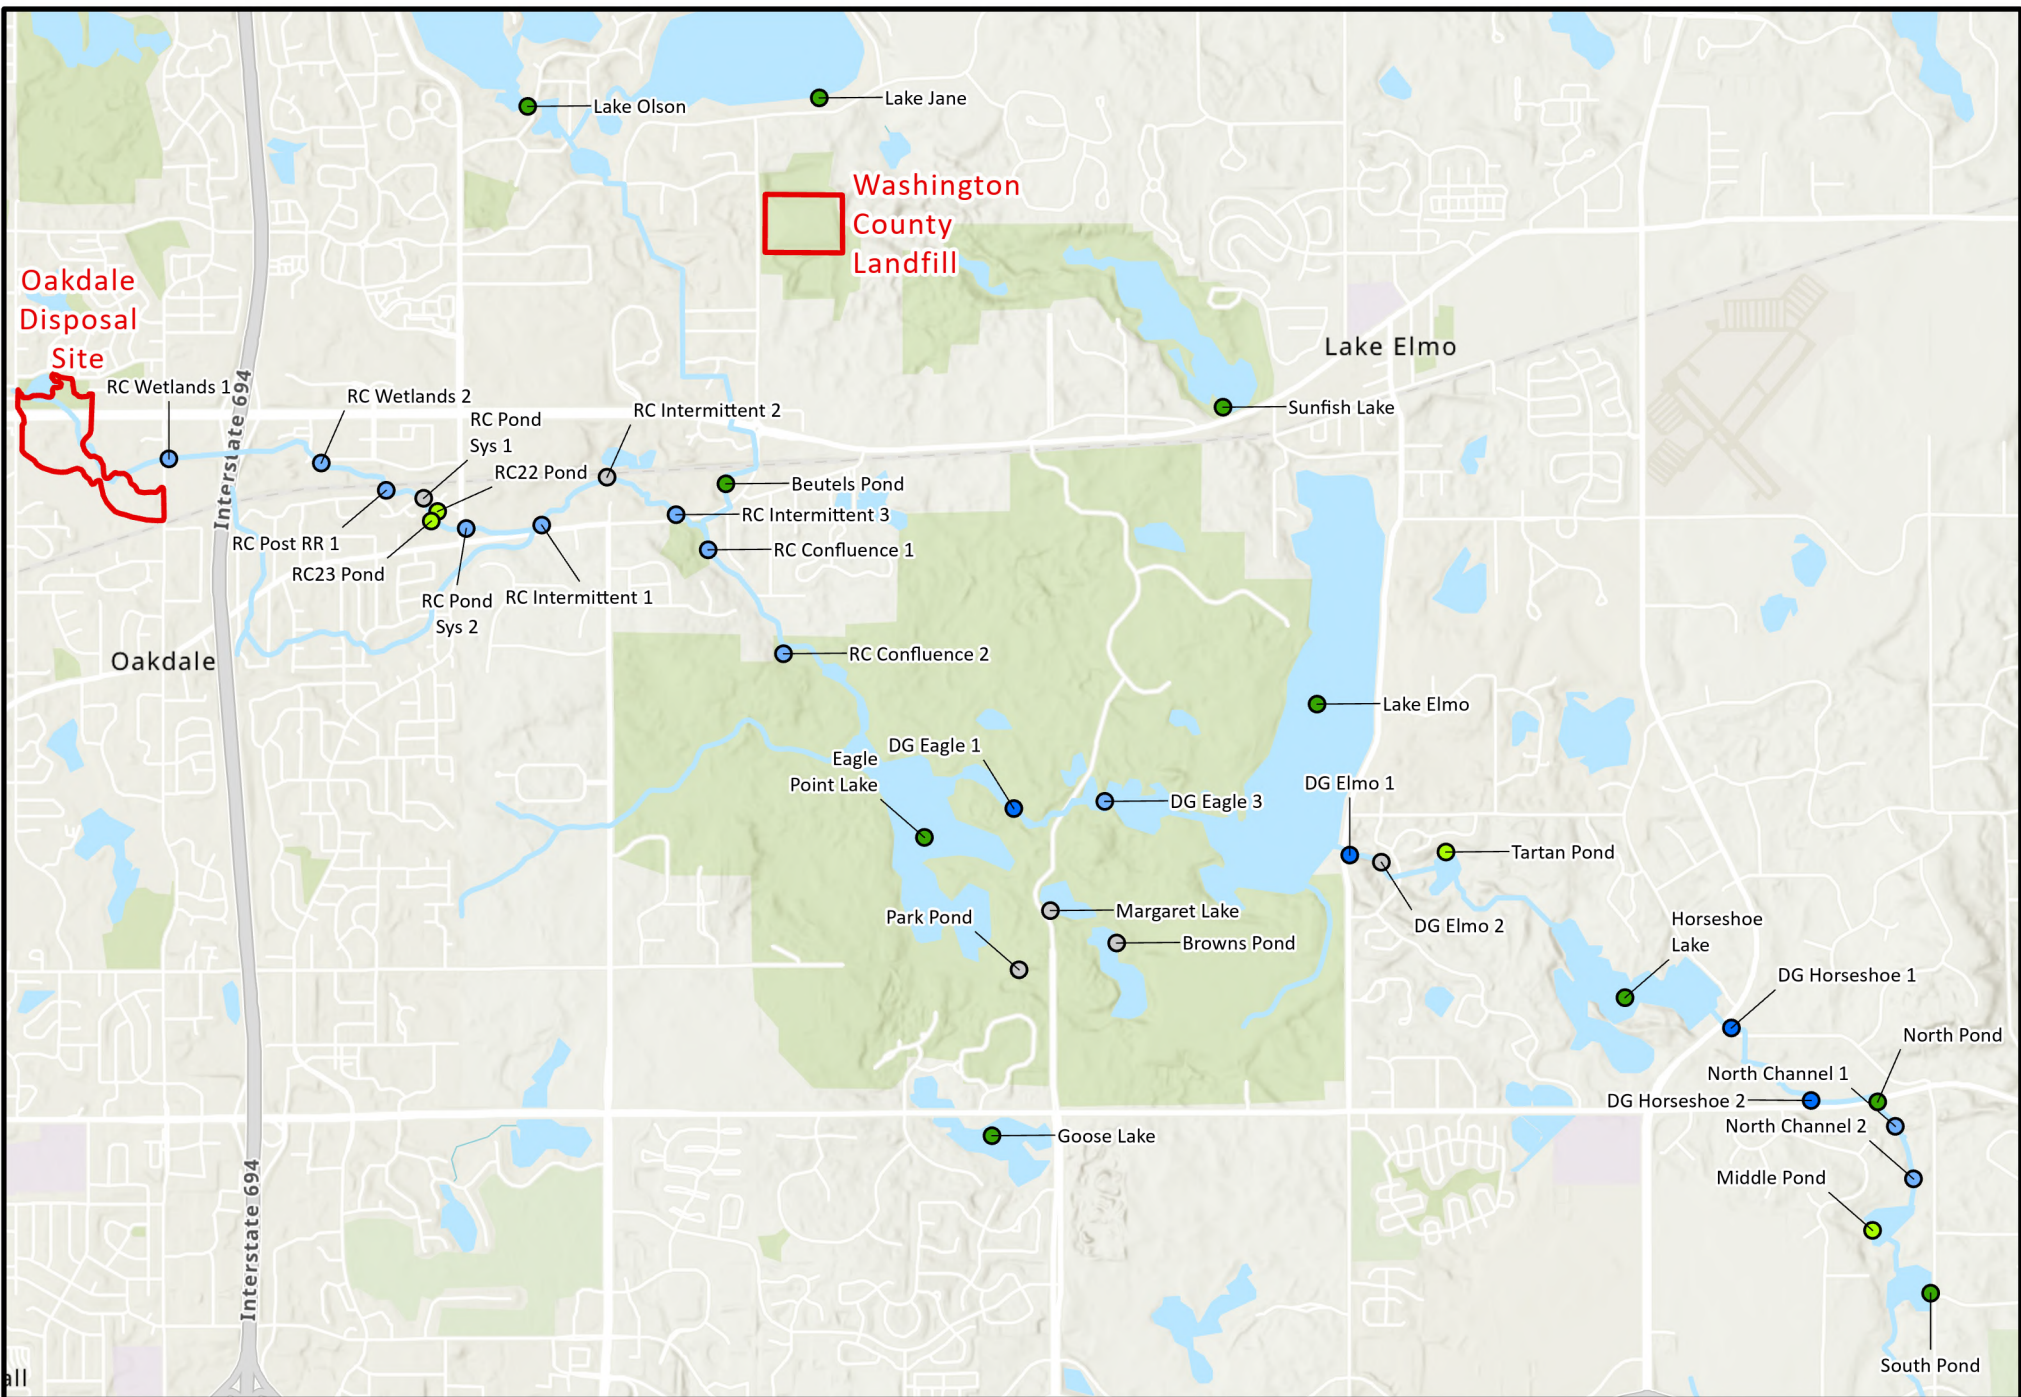 Lake Olson
Lake Jane
Washington
County
Landfill
Oakdale
Disposal
Site
Lake Elmo
RC Wetlands 1
Interstate 694
RC Wetlands 2
RC Pond
Sys 1
RC Intermittent 2
Sunfish Lake
RC22 Pond
Beutels Pond
RC Intermittent 3
RC Post RR 1
RC Confluence 1
RC23 Pond
RC Pond
Sys 2
RC Intermittent 1
Oakdale
RC Confluence 2
Lake Elmo
DG Eagle 1
Eagle
Point Lake
DG Elmo 1
DG Eagle 3
Tartan Pond
Park Pond
Margaret Lake
DG Elmo 2
Horseshoe
Lake
Browns Pond
DG Horseshoe 1
North Pond
North Channel 1
DG Horseshoe 2
North Channel 2
Goose Lake
Middle Pond
Interstate 694
South Pond
all